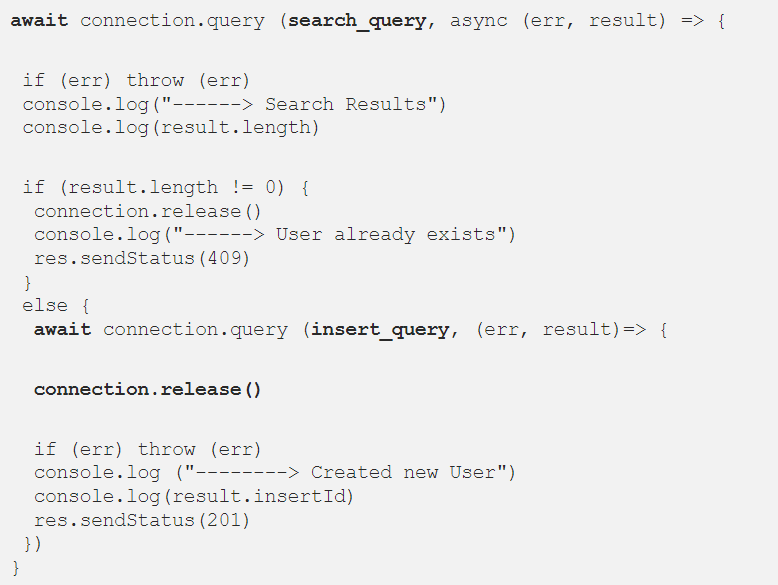 await connection.query (search_query, async (err, result) => {
if (err) throw (err)
console.log("------> Search Results")
console.log(result.length)
if (result.length != 0) {
connection.release()
console.log("------> User already exists")
res.sendStatus(409)
}
else {
await connection.query (insert_query, (err, result)=> {
connection.release()
if (err) throw (err)
console.log ("--------> Created new User")
console.log(result.insertId)
res.sendStatus(201)
})
}